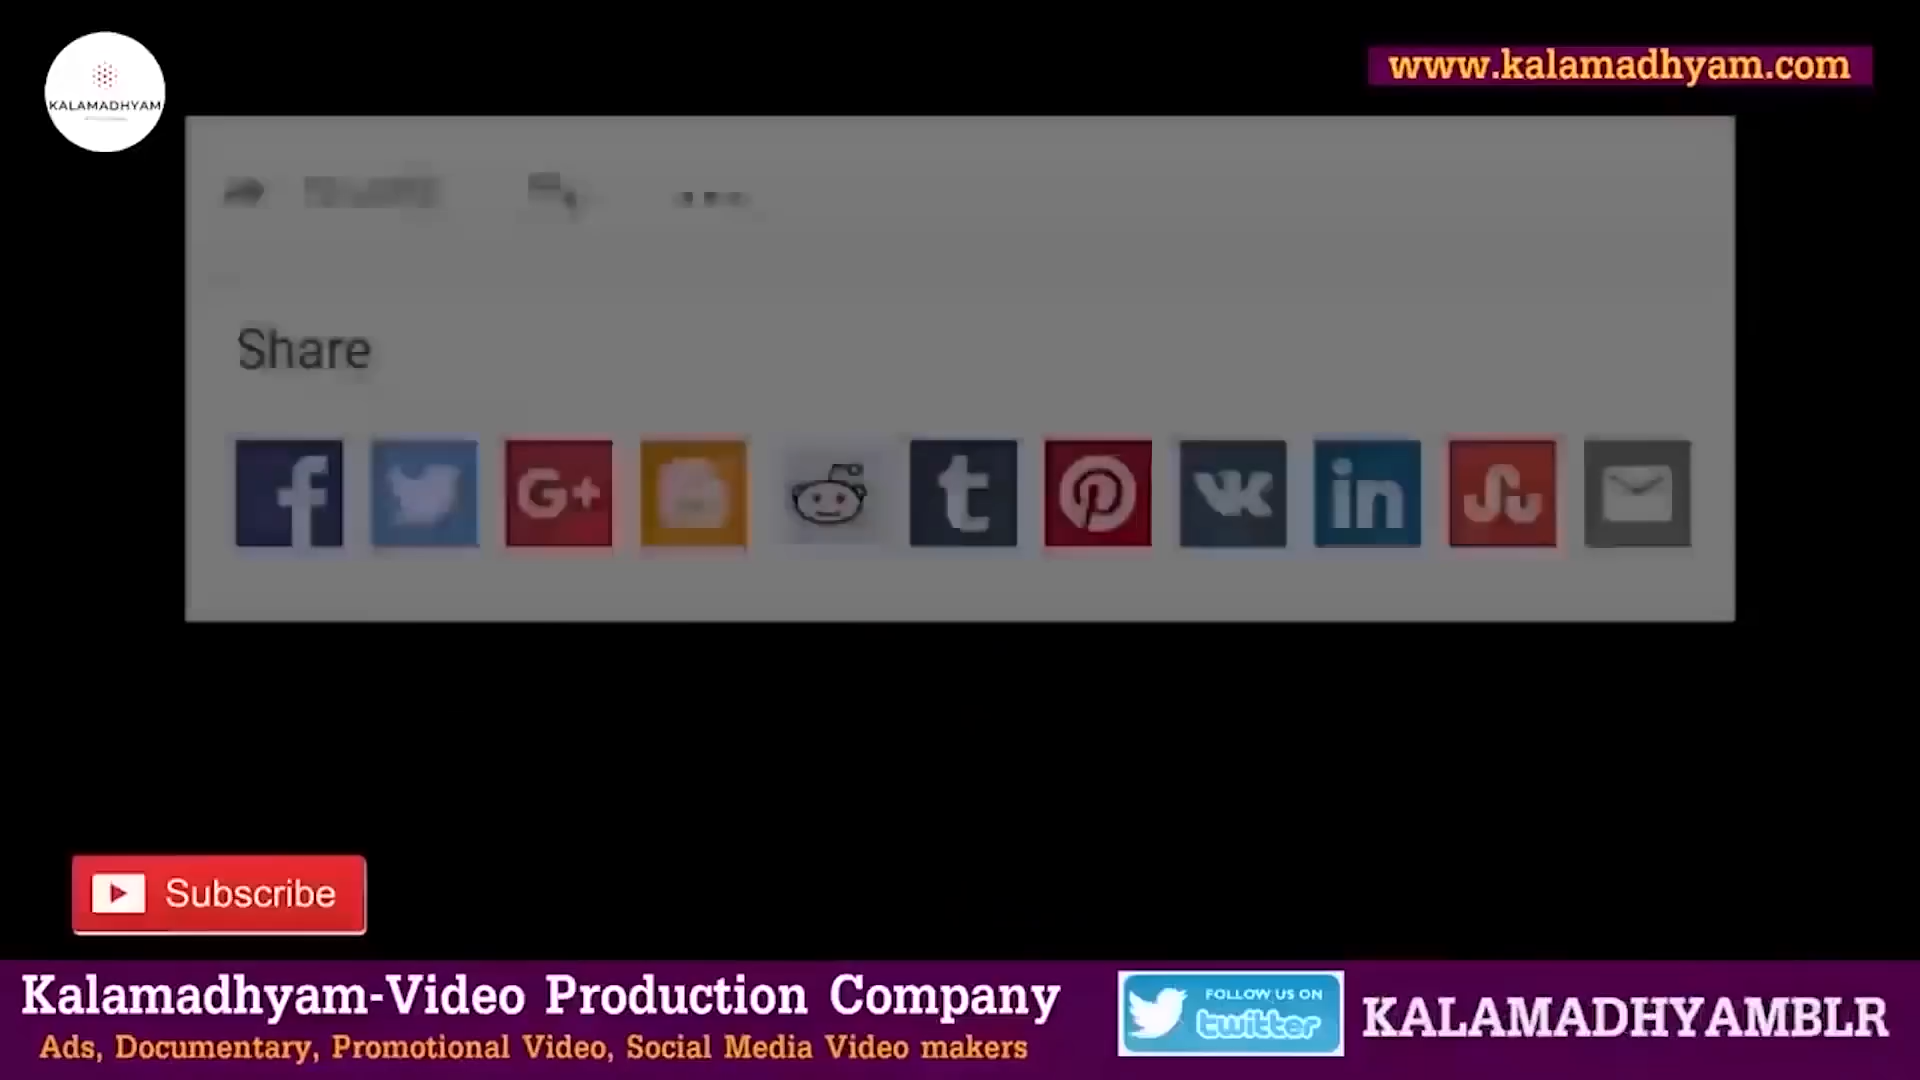 KALAMADHYAM
www.kalamadhyam.com
Share
f
G+
t
in
Subscribe
Kalamadhyam-Video Production Company
Ads, Documentary, Promotional Video, Social Media Video makers
FOLLOW US ON
twitter
KALAMADHYAMBLR